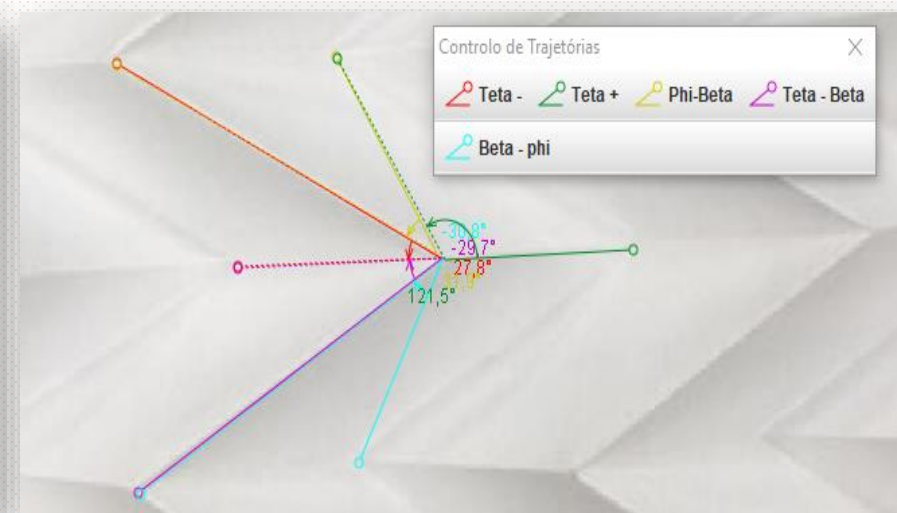 Controlo de Trajetórias
Teta - Teta + Phi-Beta Teta - Beta
Beta - phi
-30,8°
-29,7°
27,8°
121,5°